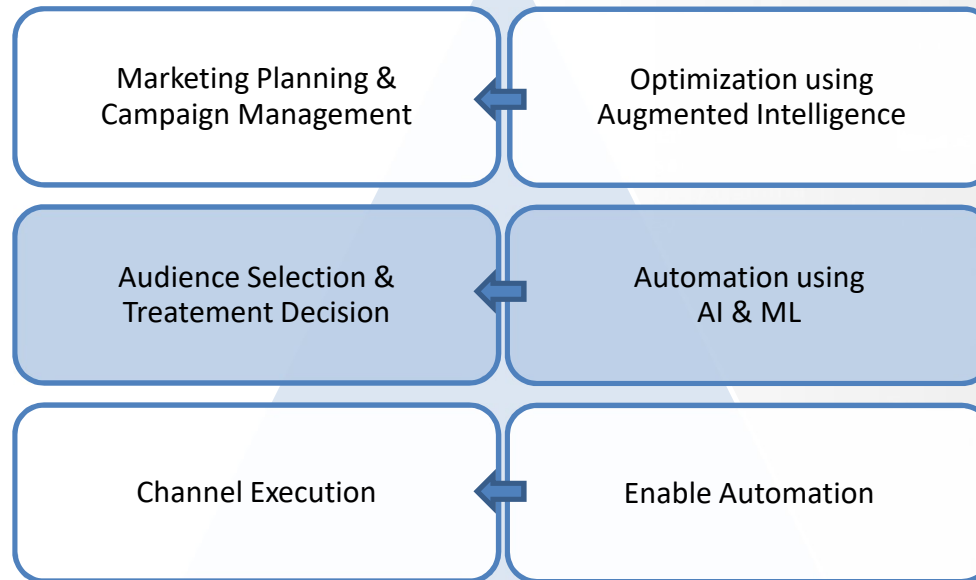 Marketing Planning &
Campaign Management
Optimization using
Augmented Intelligence
Audience Selection &
Treatement Decision
Automation using
AI & ML
Channel Execution
Enable Automation